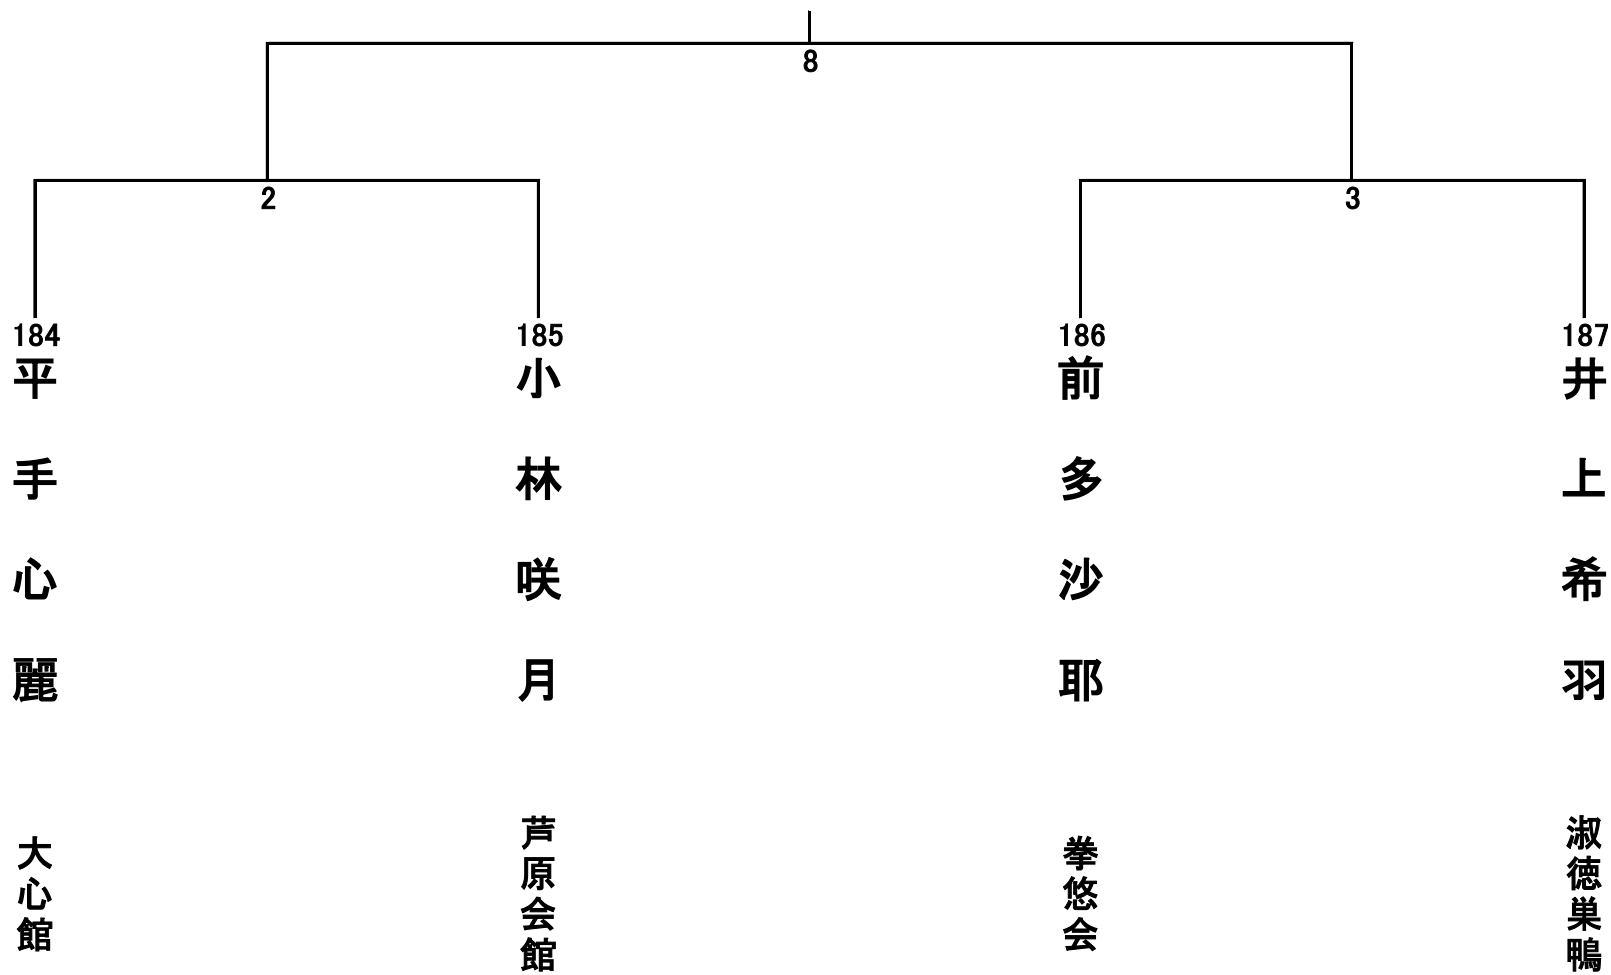 8
2
3
184
平手心麗
大心館
185
小林咲月
芦原会館
186
前多沙耶
拳悠会
187
井上希羽
淑徳巣鴨